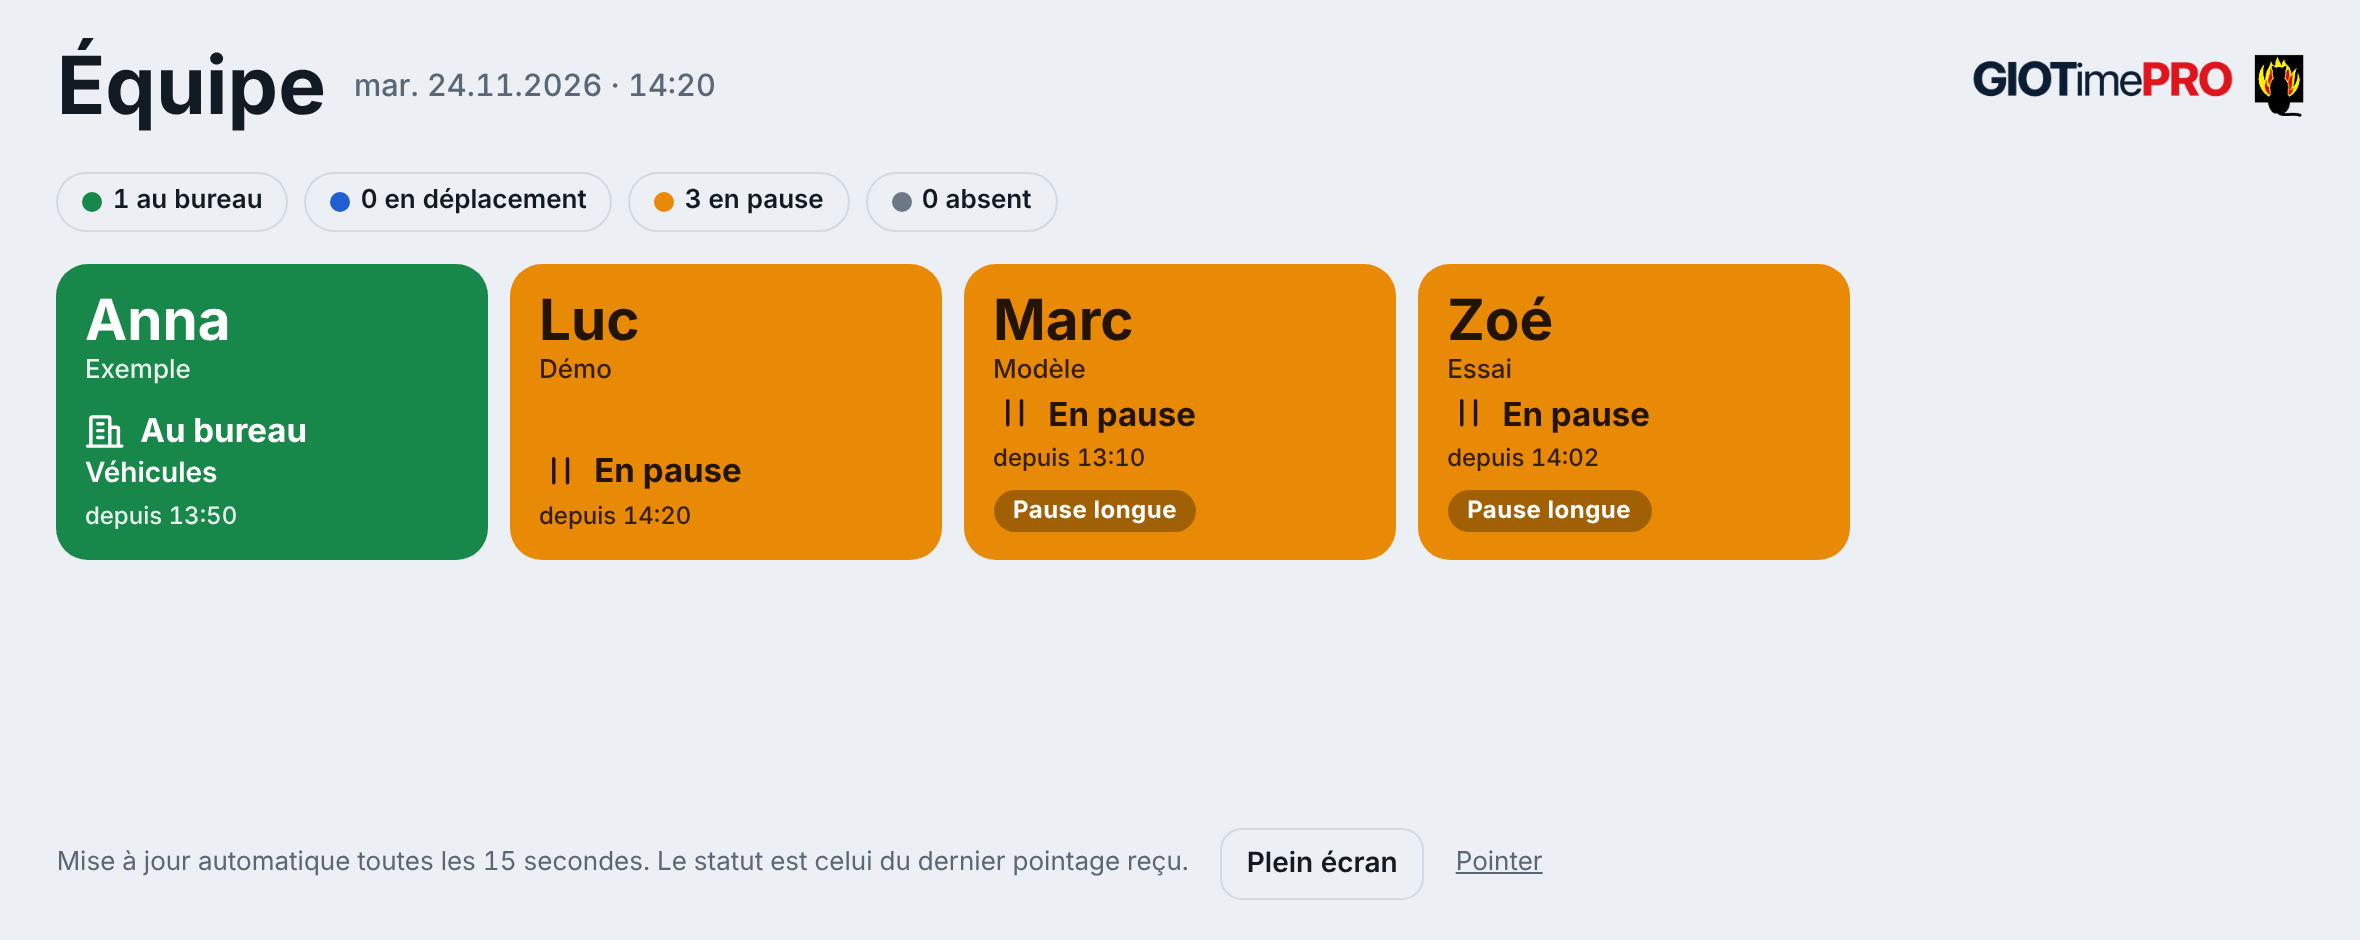 Équipe mar. 24.11.2026 · 14:20
GIOTimePRO
1 au bureau
0 en déplacement
3 en pause
0 absent
Anna
Exemple
Au bureau
Véhicules
depuis 13:50
Luc
Démo
En pause
depuis 14:20
Marc
Modèle
En pause
depuis 13:10
Pause longue
Zoé
Essai
En pause
depuis 14:02
Pause longue
Mise à jour automatique toutes les 15 secondes. Le statut est celui du dernier pointage reçu.
Plein écran
Pointer